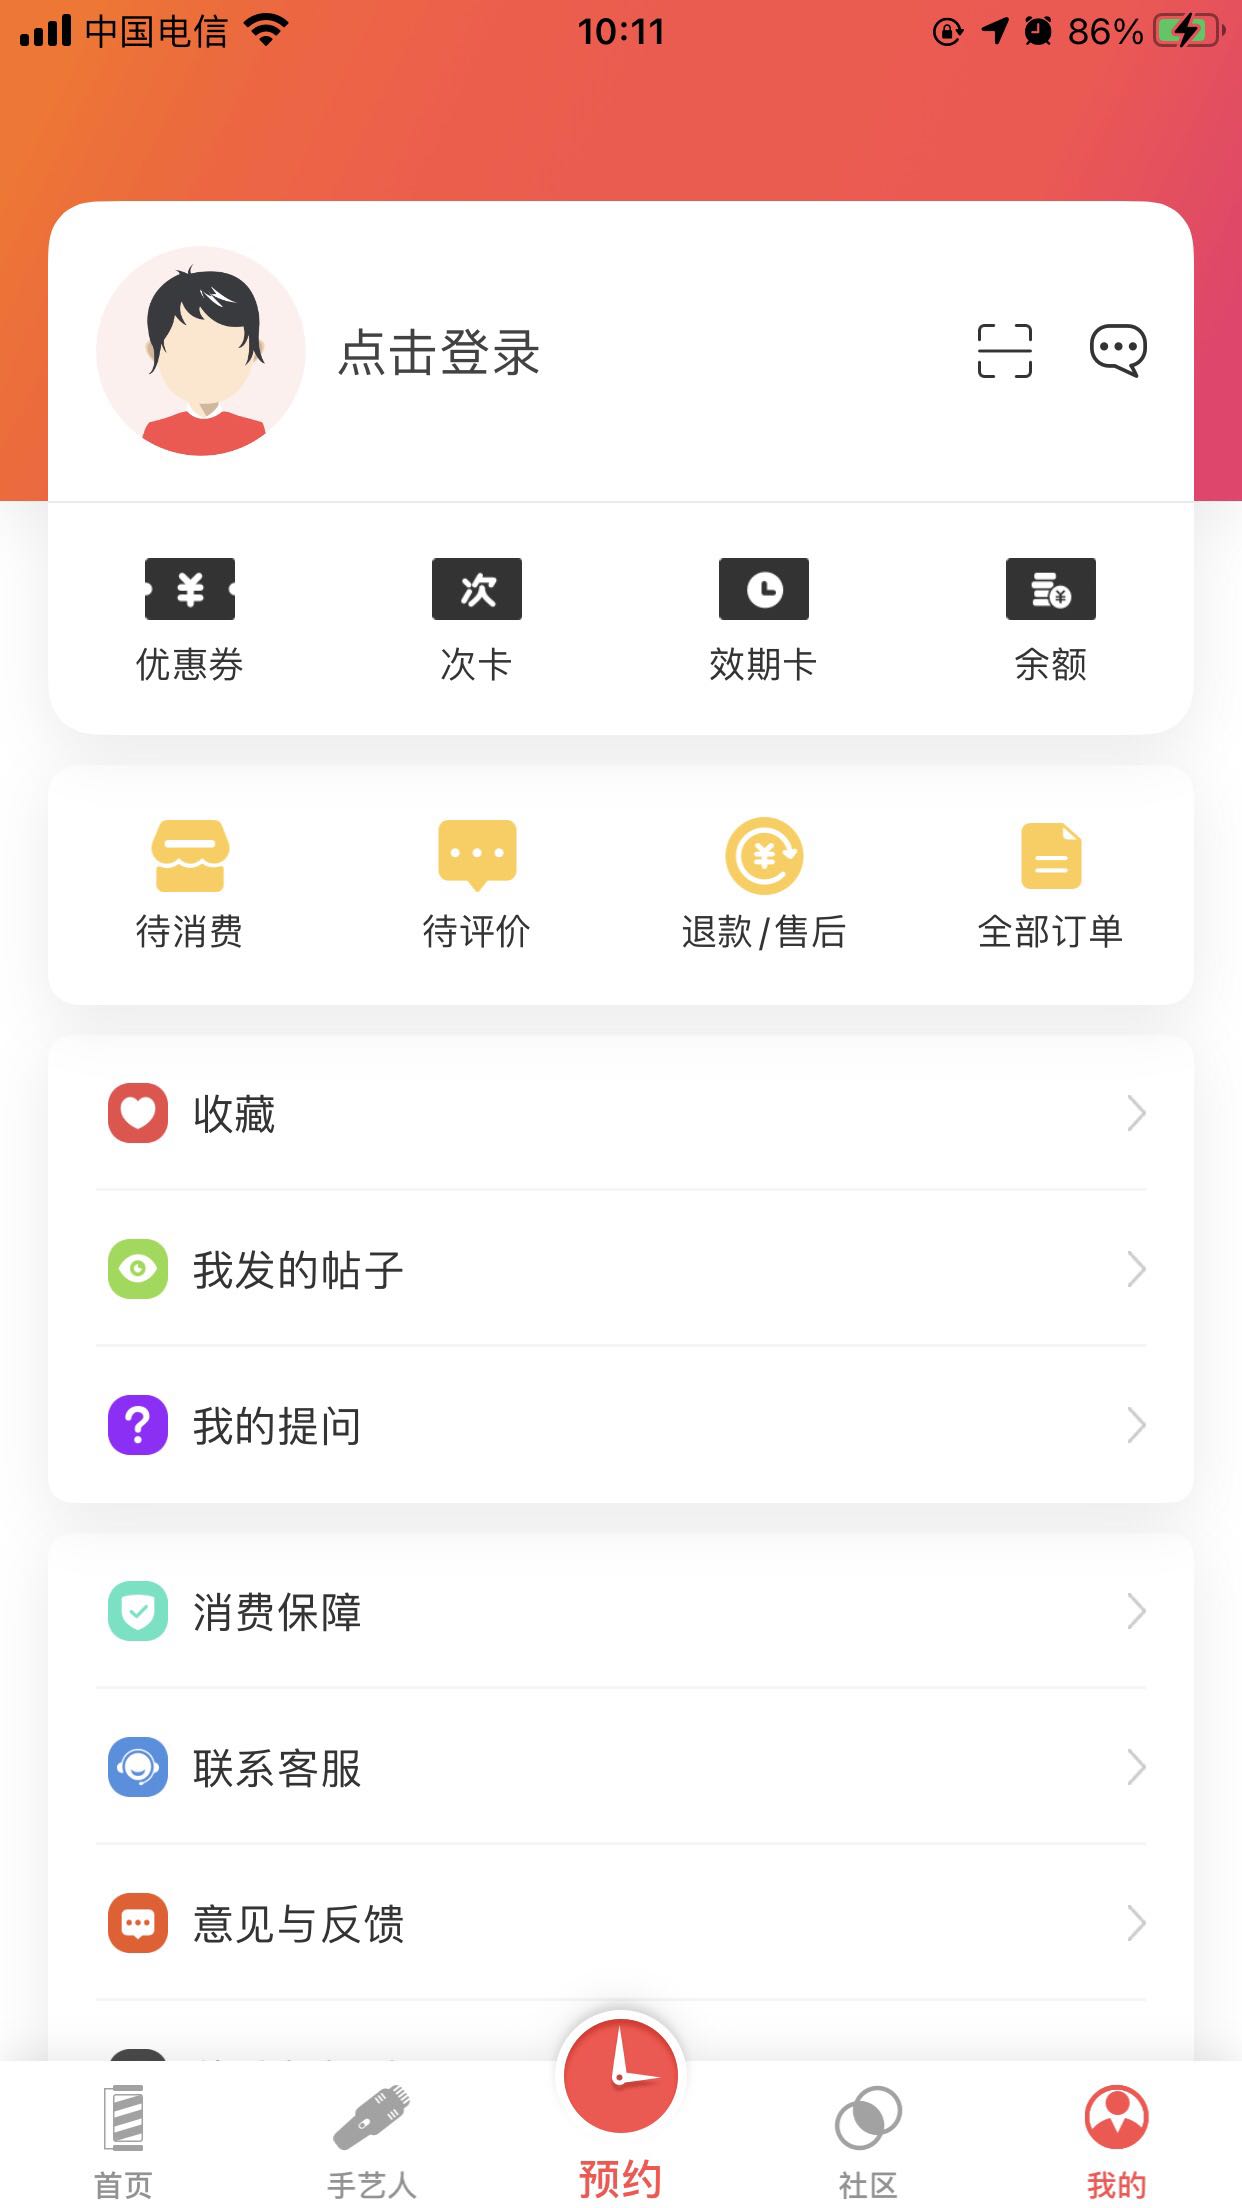 中国电信
10:11
86%
点击登录
¥
次
¥
优惠券
次卡
效期卡
余额
¥
待消费
待评价
退款/售后
全部订单
收藏
我发的帖子
?
我的提问
消费保障
联系客服
意见与反馈
首页
手艺人
预约
社区
我的